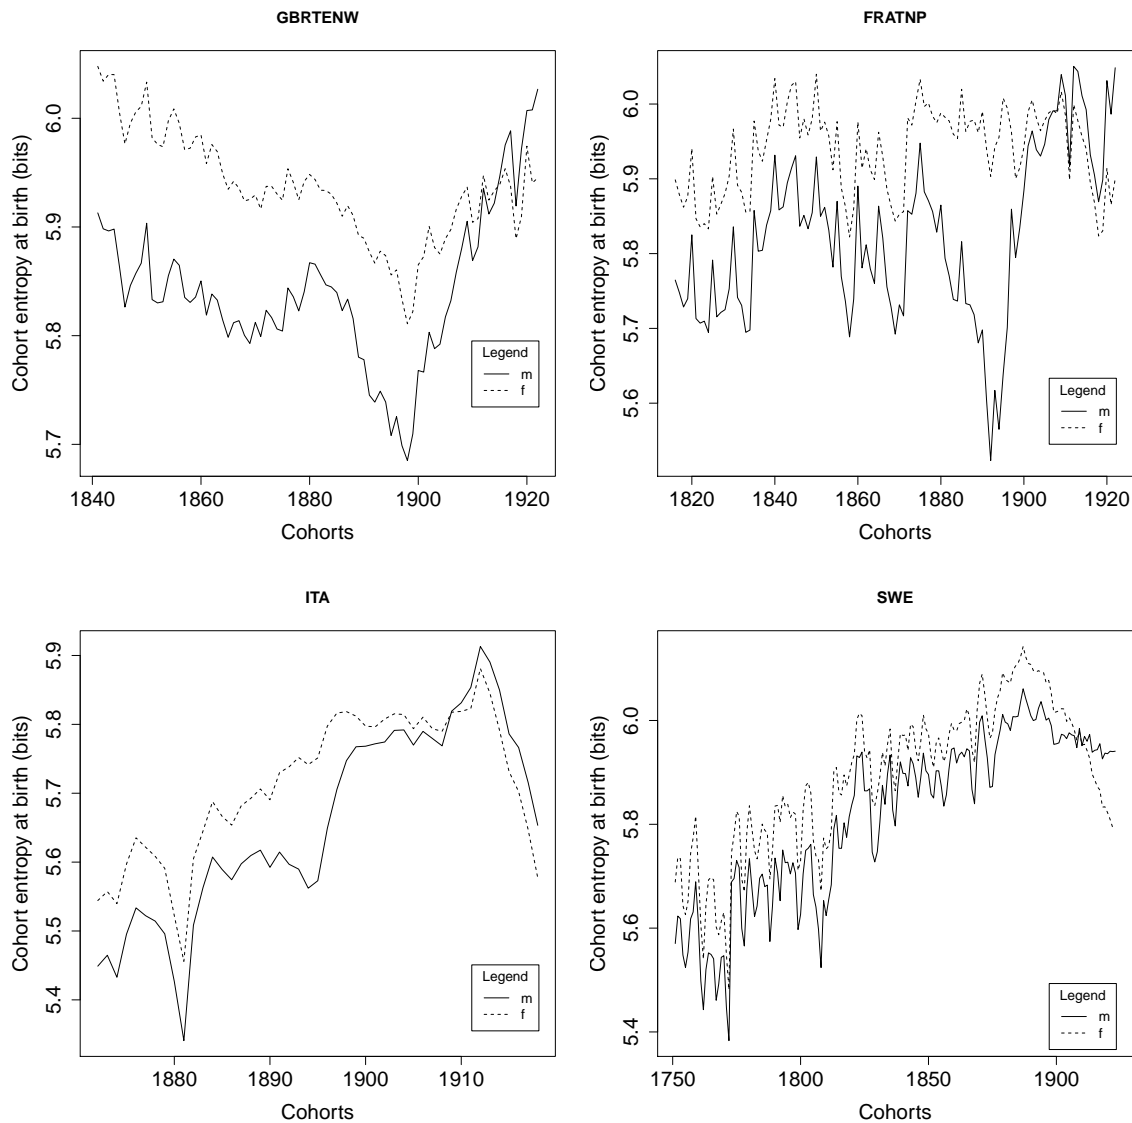 GBRTENW
Cohort entropy at birth (bits)
6.0
5.9
5.8
5.7
1840 1860 1880 1900 1920
Cohorts
Legend
m
f
FRATNP
Cohort entropy at birth (bits)
6.0
5.9
5.8
5.7
5.6
1820 1840 1860 1880 1900 1920
Cohorts
Legend
m
f
ITA
Cohort entropy at birth (bits)
5.9
5.8
5.7
5.6
5.5
5.4
1880 1890 1900 1910
Cohorts
Legend
m
f
SWE
Cohort entropy at birth (bits)
6.0
5.8
5.6
5.4
1750 1800 1850 1900
Cohorts
Legend
m
f